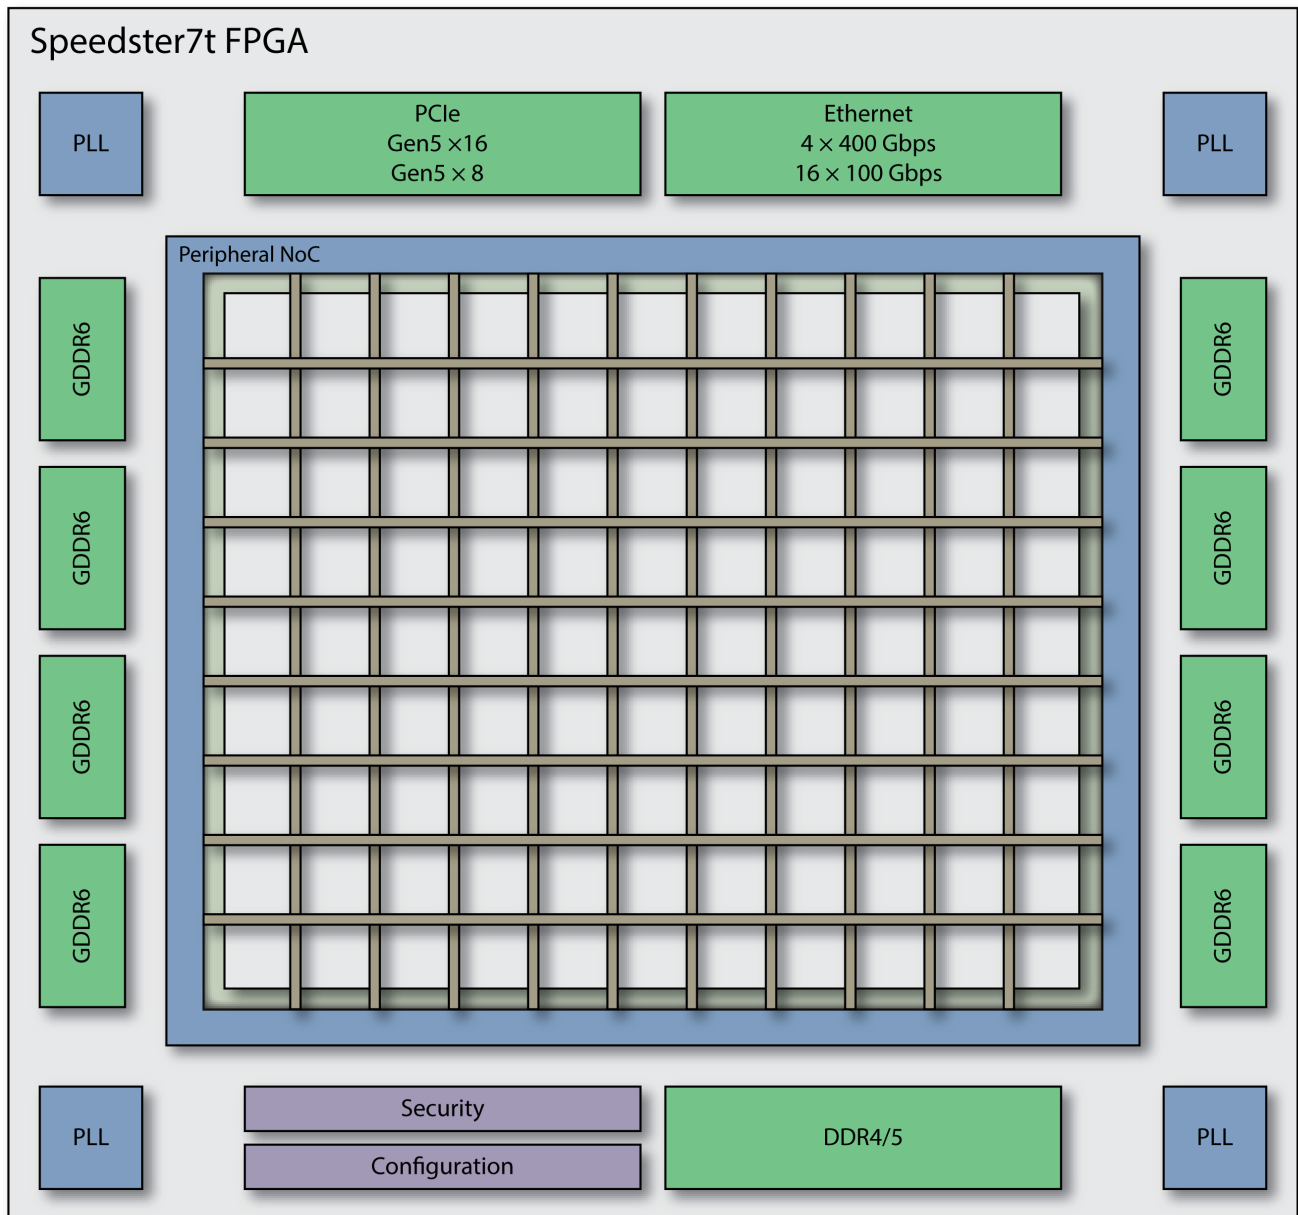 Speedster7t FPGA
PLL
PCIe
Gen5 ×16
Gen5 × 8
Ethernet
4 × 400 Gbps
16 × 100 Gbps
PLL
Peripheral NoC
GDDR6
GDDR6
GDDR6
GDDR6
GDDR6
GDDR6
GDDR6
GDDR6
PLL
Security
Configuration
DDR4/5
PLL